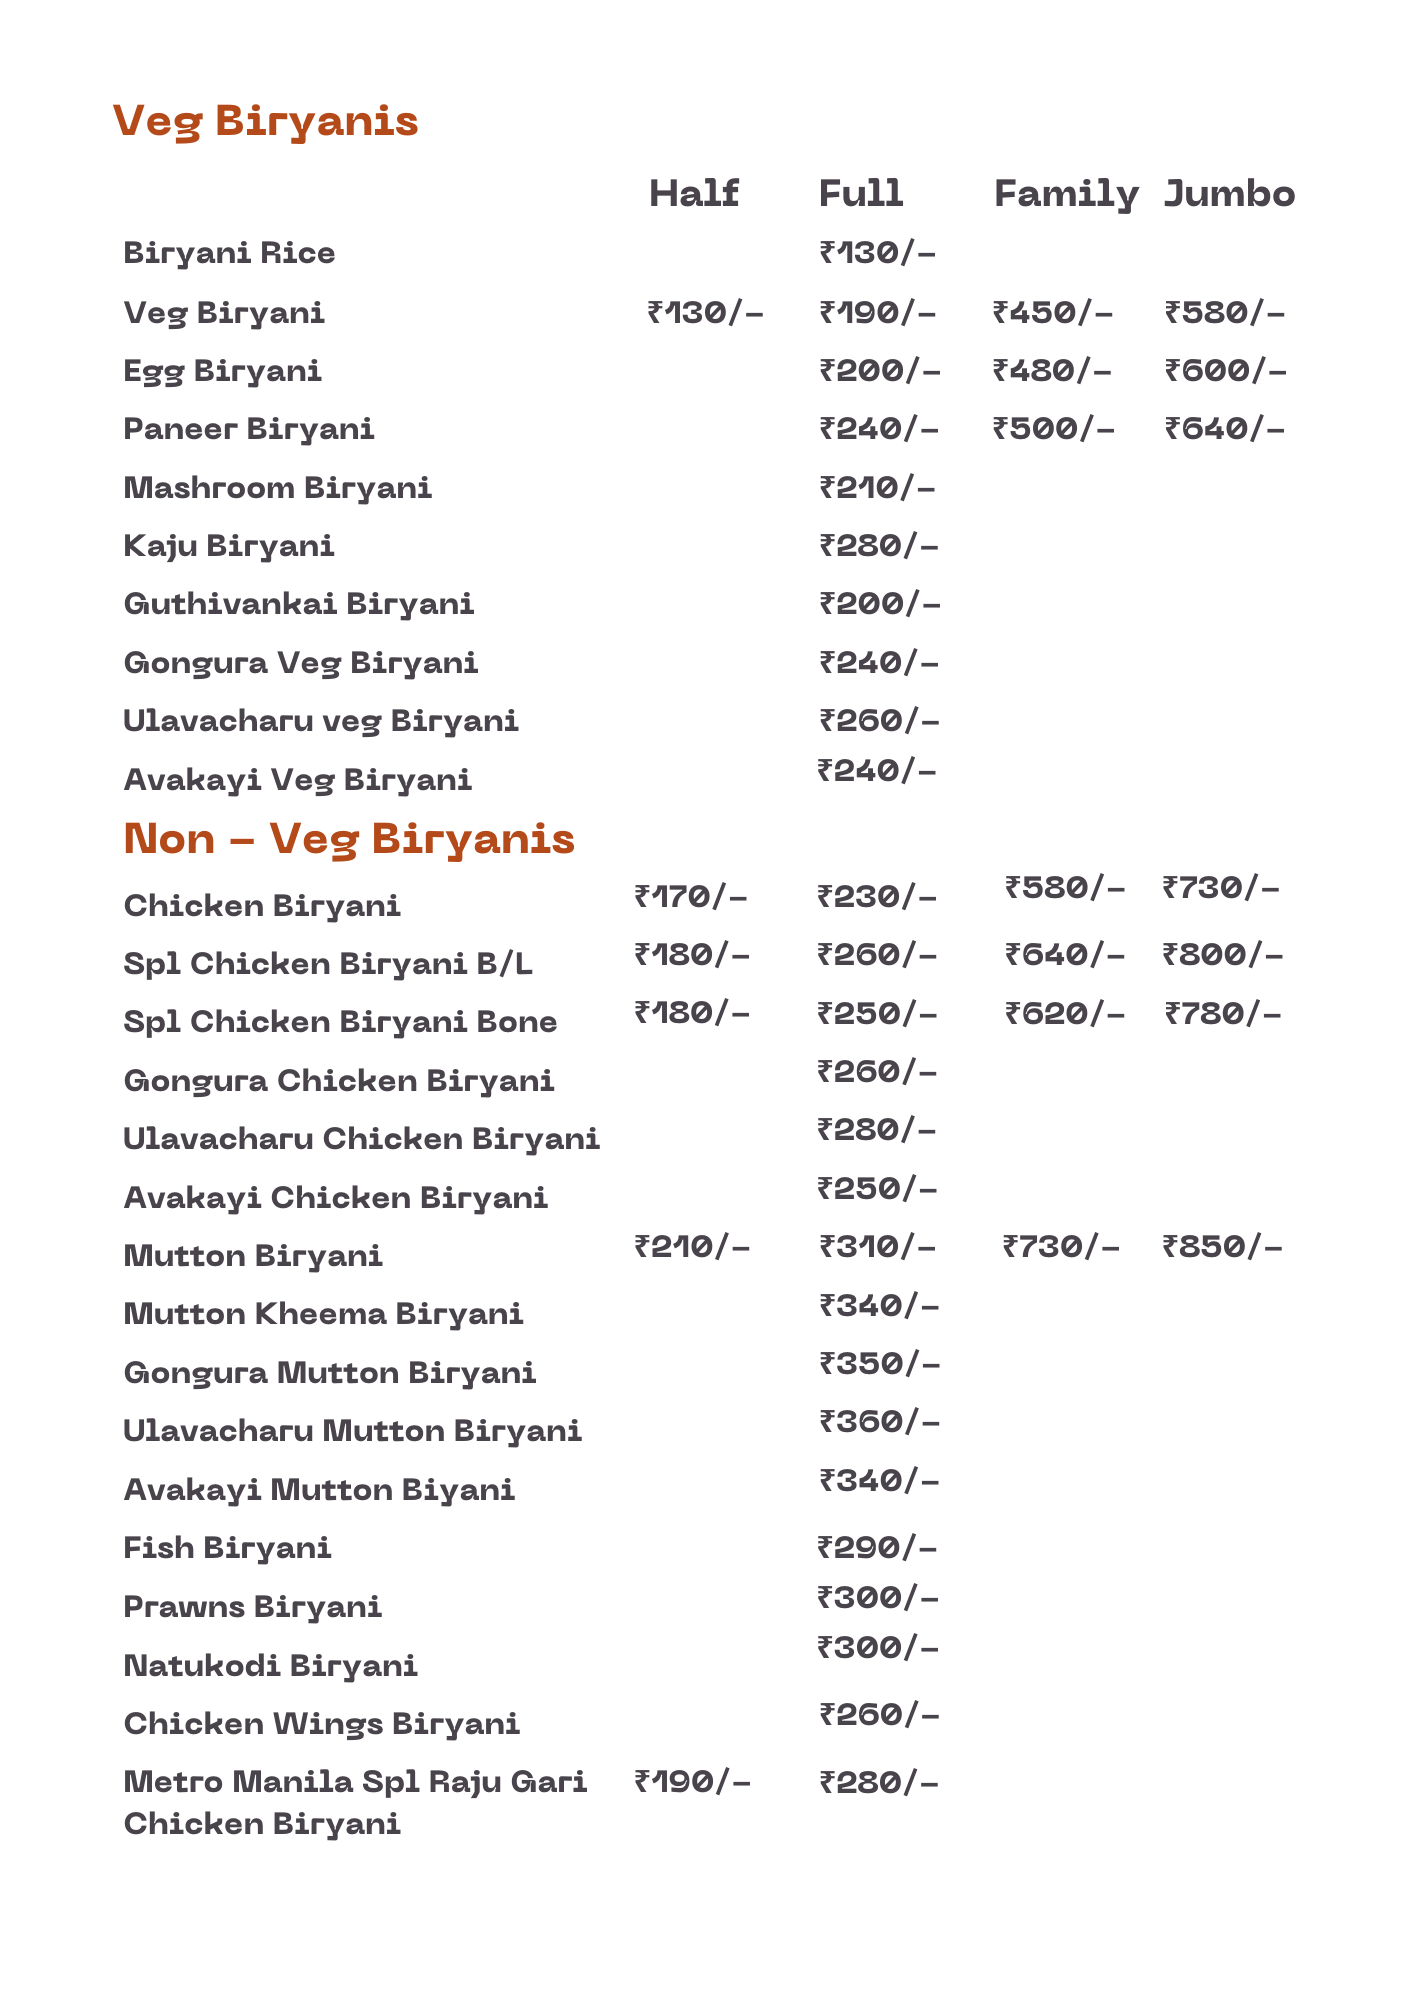 Veg Biryanis
Half Full Family Jumbo
Biryani Rice ₹130/-
Veg Biryani ₹130/- ₹190/- ₹450/- ₹580/-
Egg Biryani ₹200/- ₹480/- ₹600/-
Paneer Biryani ₹240/- ₹500/- ₹640/-
Mashroom Biryani ₹210/-
Kaju Biryani ₹280/-
Guthivankai Biryani ₹200/-
Gongura Veg Biryani ₹240/-
Ulavacharu veg Biryani ₹260/-
Avakayi Veg Biryani ₹240/-
Non - Veg Biryanis
Chicken Biryani ₹170/- ₹230/- ₹580/- ₹730/-
Spl Chicken Biryani B/L ₹180/- ₹260/- ₹640/- ₹800/-
Spl Chicken Biryani Bone ₹180/- ₹250/- ₹620/- ₹780/-
Gongura Chicken Biryani ₹260/-
Ulavacharu Chicken Biryani ₹280/-
Avakayi Chicken Biryani ₹250/-
Mutton Biryani ₹210/- ₹310/- ₹730/- ₹850/-
Mutton Kheema Biryani ₹340/-
Gongura Mutton Biryani ₹350/-
Ulavacharu Mutton Biryani ₹360/-
Avakayi Mutton Biyani ₹340/-
Fish Biryani ₹290/-
Prawns Biryani ₹300/-
Natukodi Biryani ₹300/-
Chicken Wings Biryani ₹260/-
Metro Manila Spl Raju Gari ₹190/- ₹280/-
Chicken Biryani